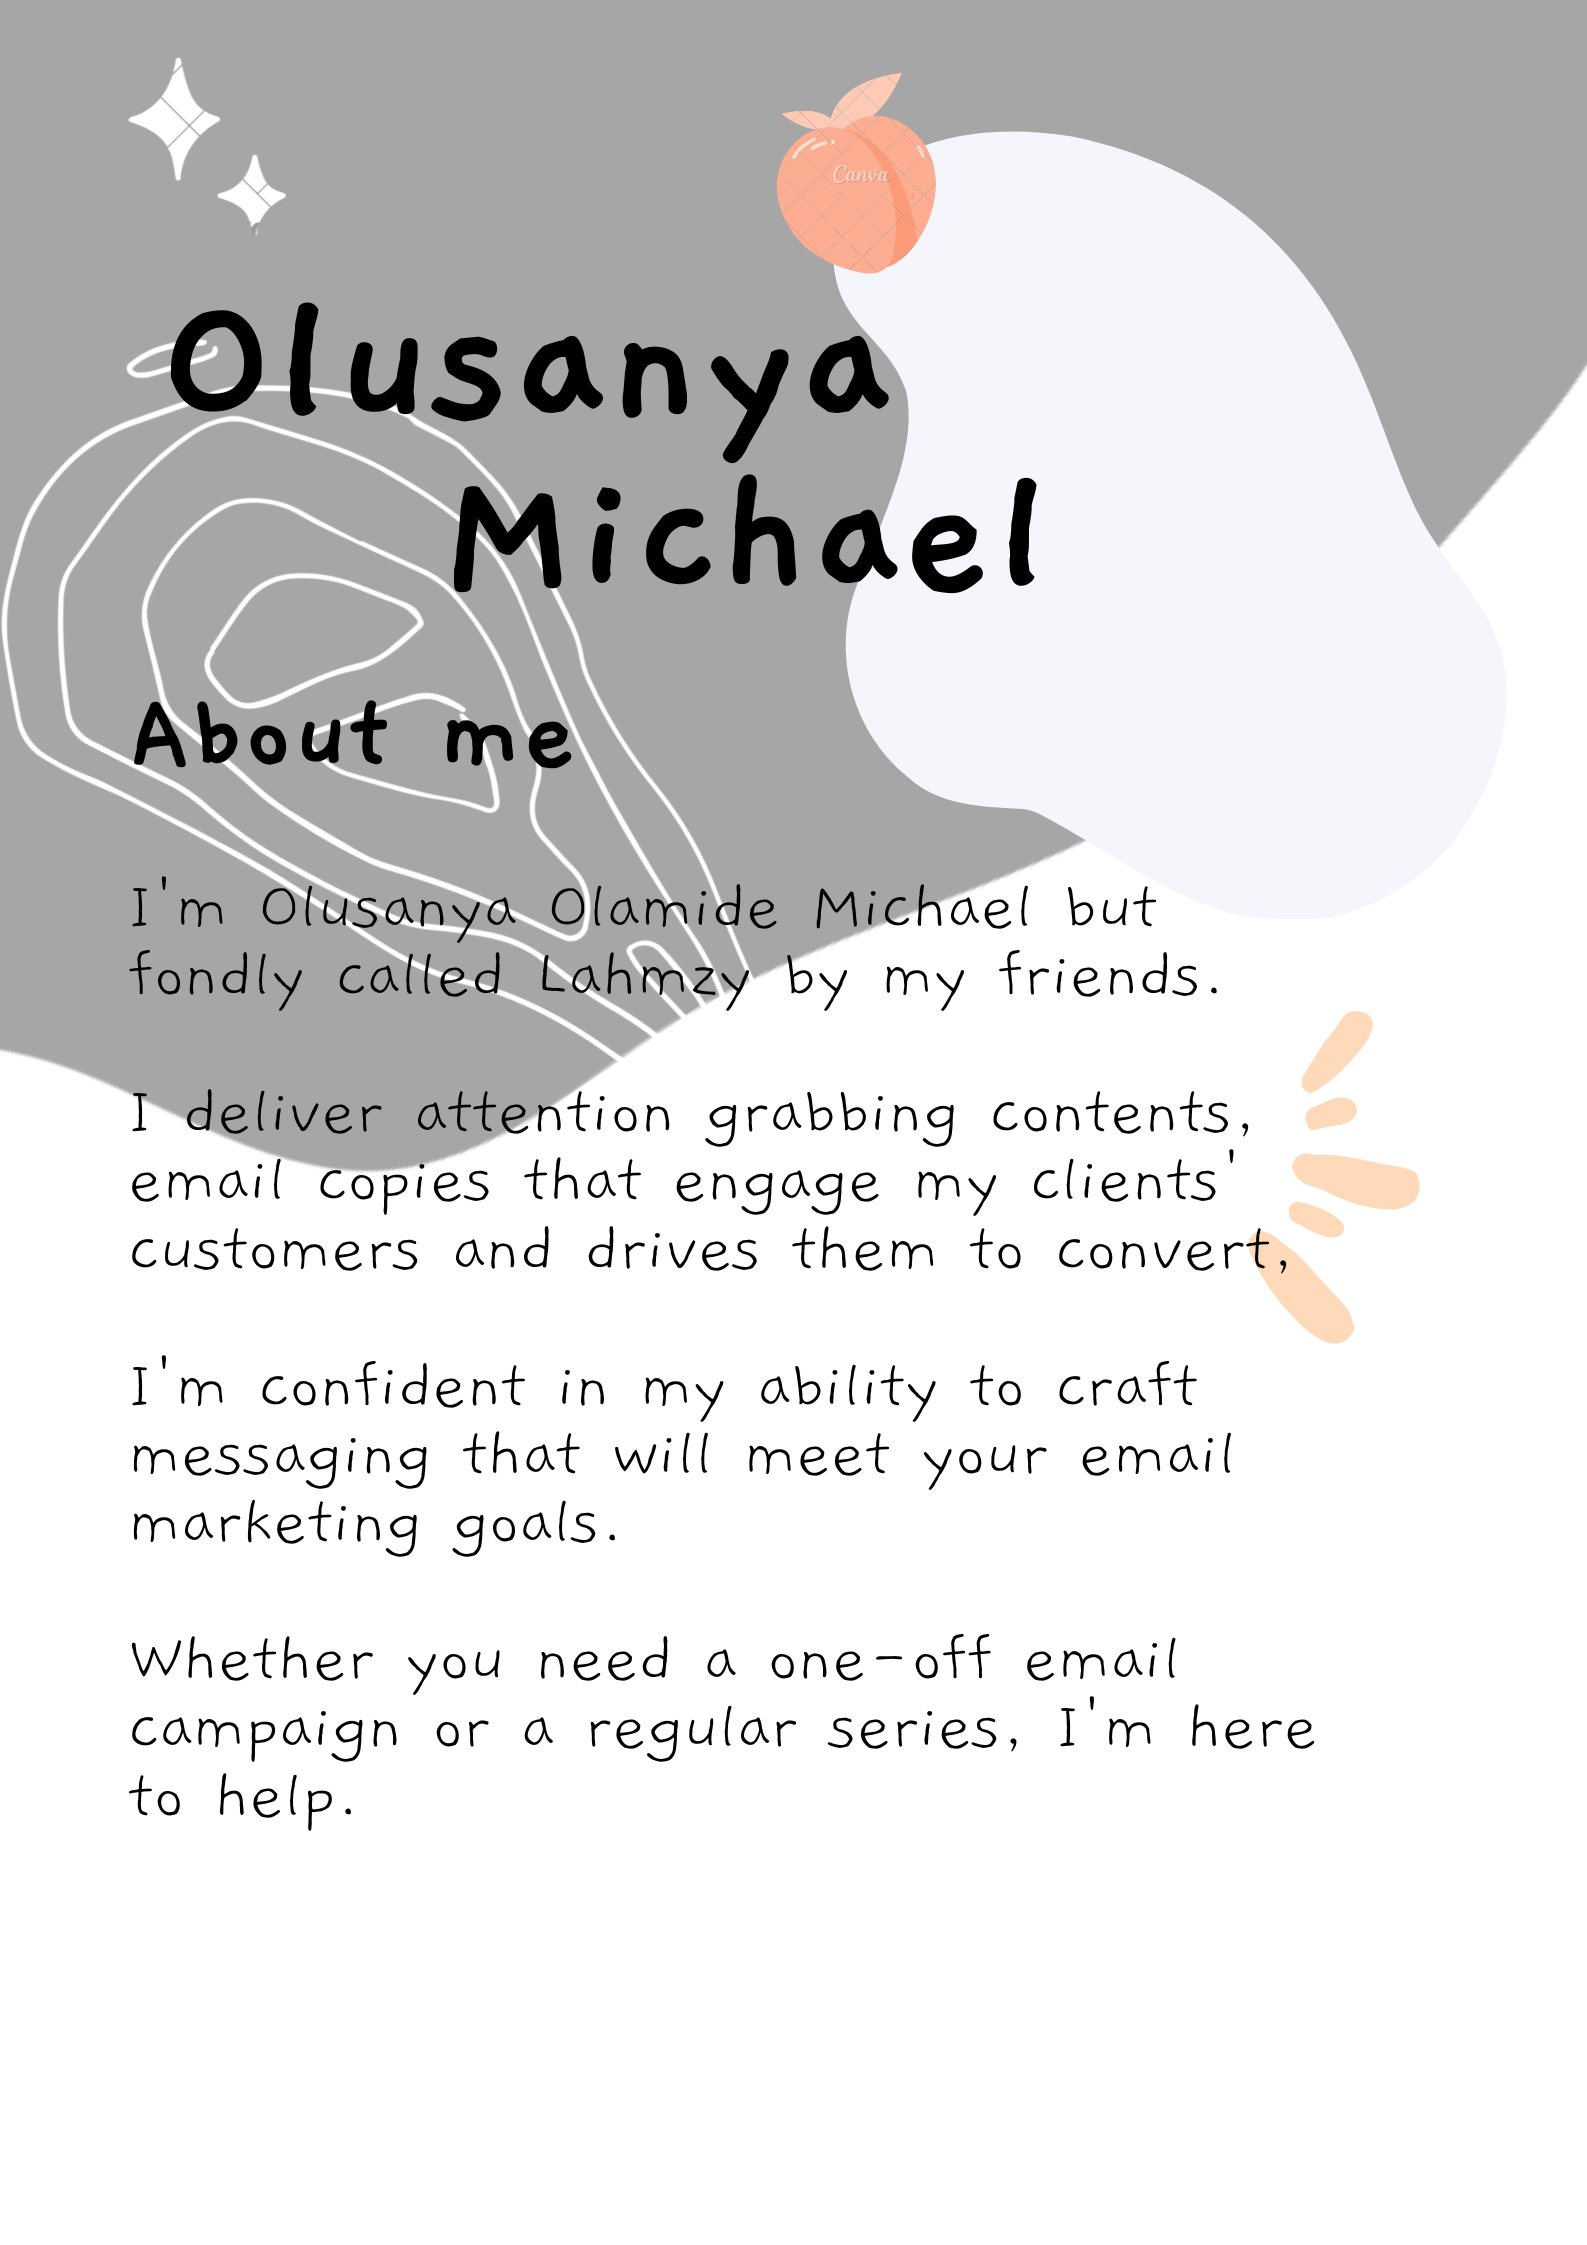 Canva
Olusanya
Michael
About me
I'm Olusanya Olamide Michael but
fondly called Lahmzy by my friends.
I deliver attention grabbing contents,
email copies that engage my clients'
customers and drives them to convert,
I'm confident in my ability to craft
messaging that will meet your email
marketing goals.
Whether you need a one-off email
campaign or a regular series, I'm here
to help.